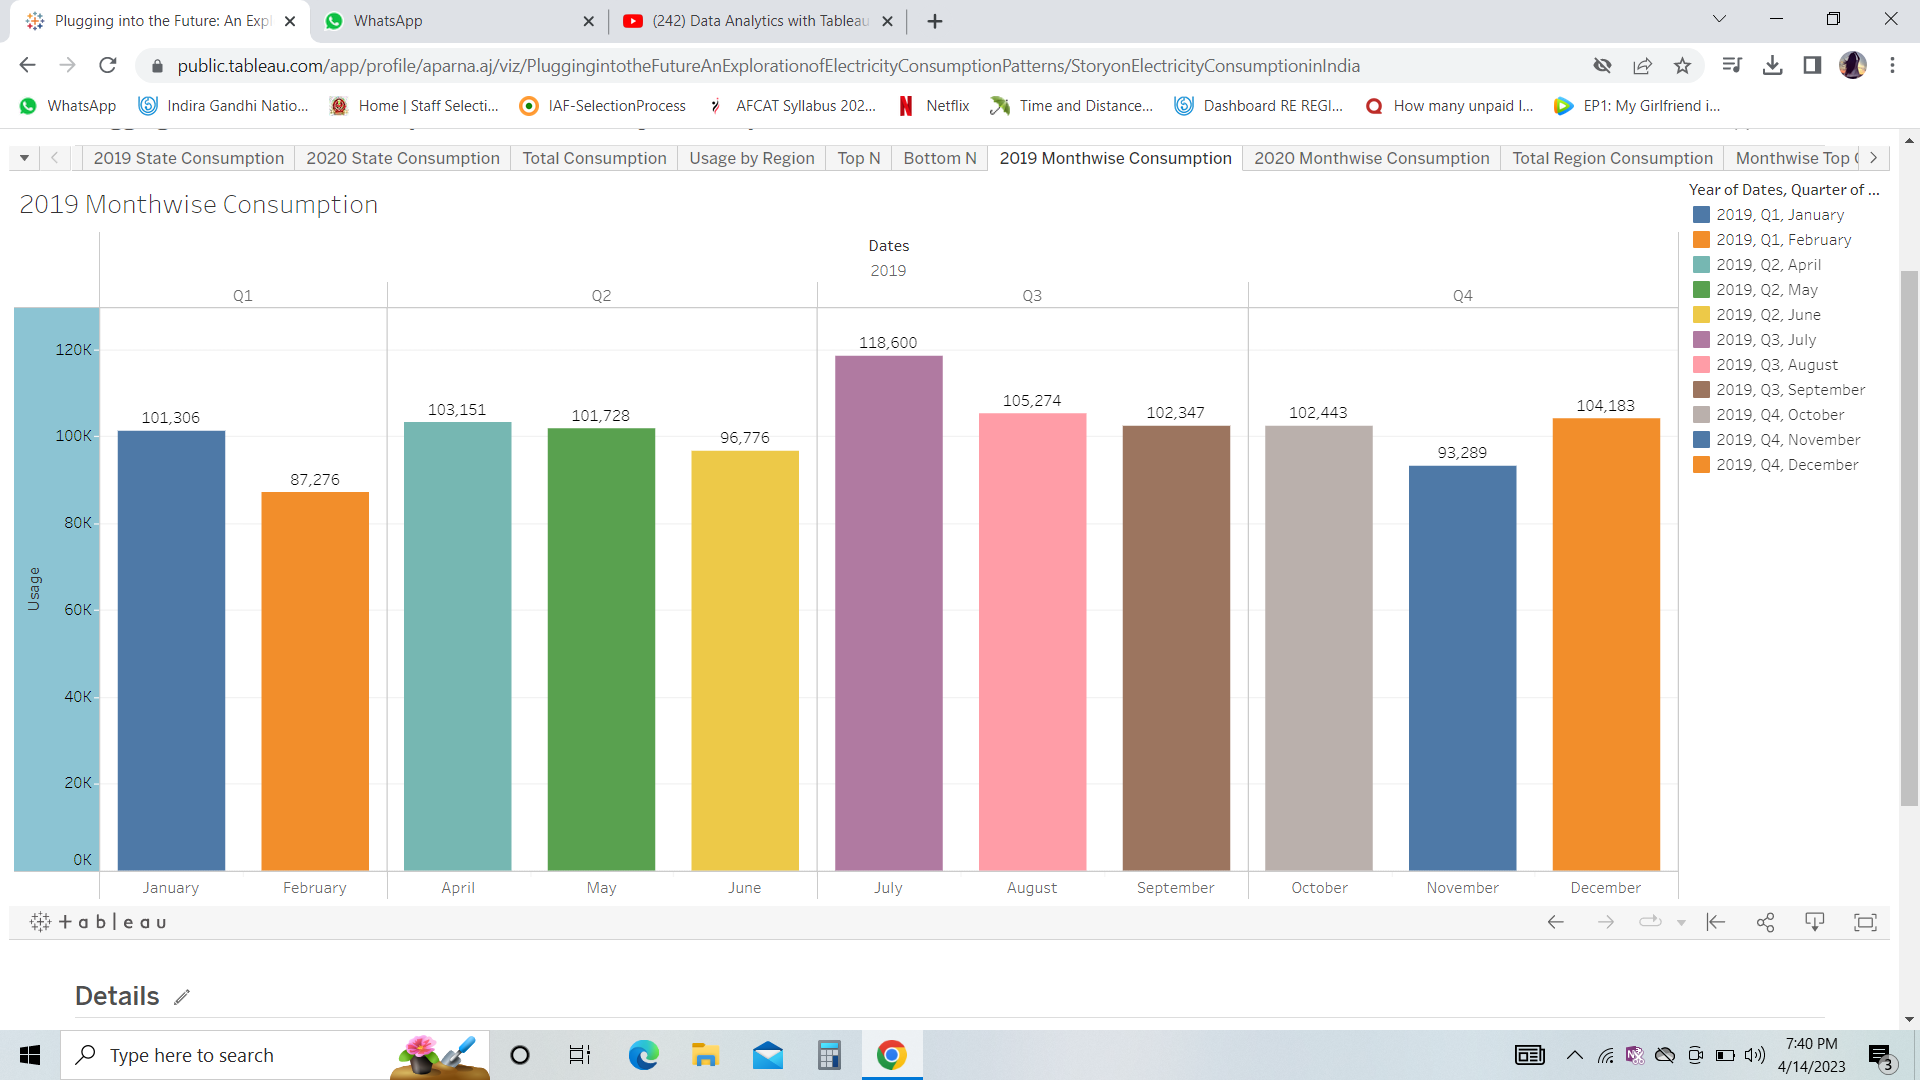 Plugging into the Future: An Expl
WhatsApp
(242) Data Analytics with Tableau
public.tableau.com/app/profile/aparna.aj/viz/PluggingintotheFutureAnExplorationofElectricityConsumptionPatterns/StoryonElectricityConsumptioninIndia
WhatsApp
Indira Gandhi Natio...
Home | Staff Selecti...
IAF-SelectionProcess
AFCAT Syllabus 202...
Netflix
Time and Distance...
Dashboard RE REGI...
How many unpaid I...
EP1: My Girlfriend i...
2019 State Consumption
2020 State Consumption
Total Consumption
Usage by Region
Top N
Bottom N
2019 Monthwise Consumption
2020 Monthwise Consumption
Total Region Consumption
Monthwise Top
2019 Monthwise Consumption
Dates
2019
Q1
Q2
Q3
Q4
120K
100K
80K
60K
40K
20K
0K
Usage
101,306
87,276
103,151
101,728
96,776
118,600
105,274
102,347
102,443
93,289
104,183
January
February
April
May
June
July
August
September
October
November
December
Year of Dates, Quarter of ...
2019, Q1, January
2019, Q1, February
2019, Q2, April
2019, Q2, May
2019, Q2, June
2019, Q3, July
2019, Q3, August
2019, Q3, September
2019, Q4, October
2019, Q4, November
2019, Q4, December
+ableau
Details
Type here to search
7:40 PM
4/14/2023
3